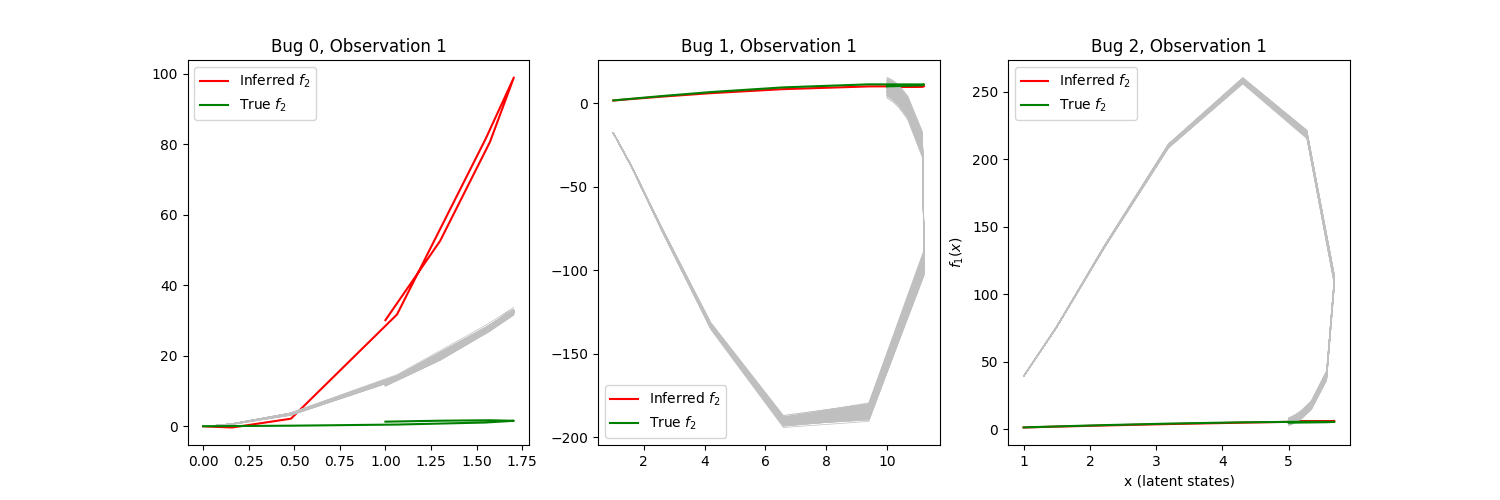 Bug 0, Observation 1
Inferred f₂
True f₂
100
80
60
40
20
0
0.00 0.25 0.50 0.75 1.00 1.25 1.50 1.75
Bug 1, Observation 1
0
−50
−100
−150
−200
Inferred f₂
True f₂
2 4 6 8 10
Bug 2, Observation 1
Inferred f₂
True f₂
f₁(x)
250
200
150
100
50
0
1 2 3 4 5
x (latent states)